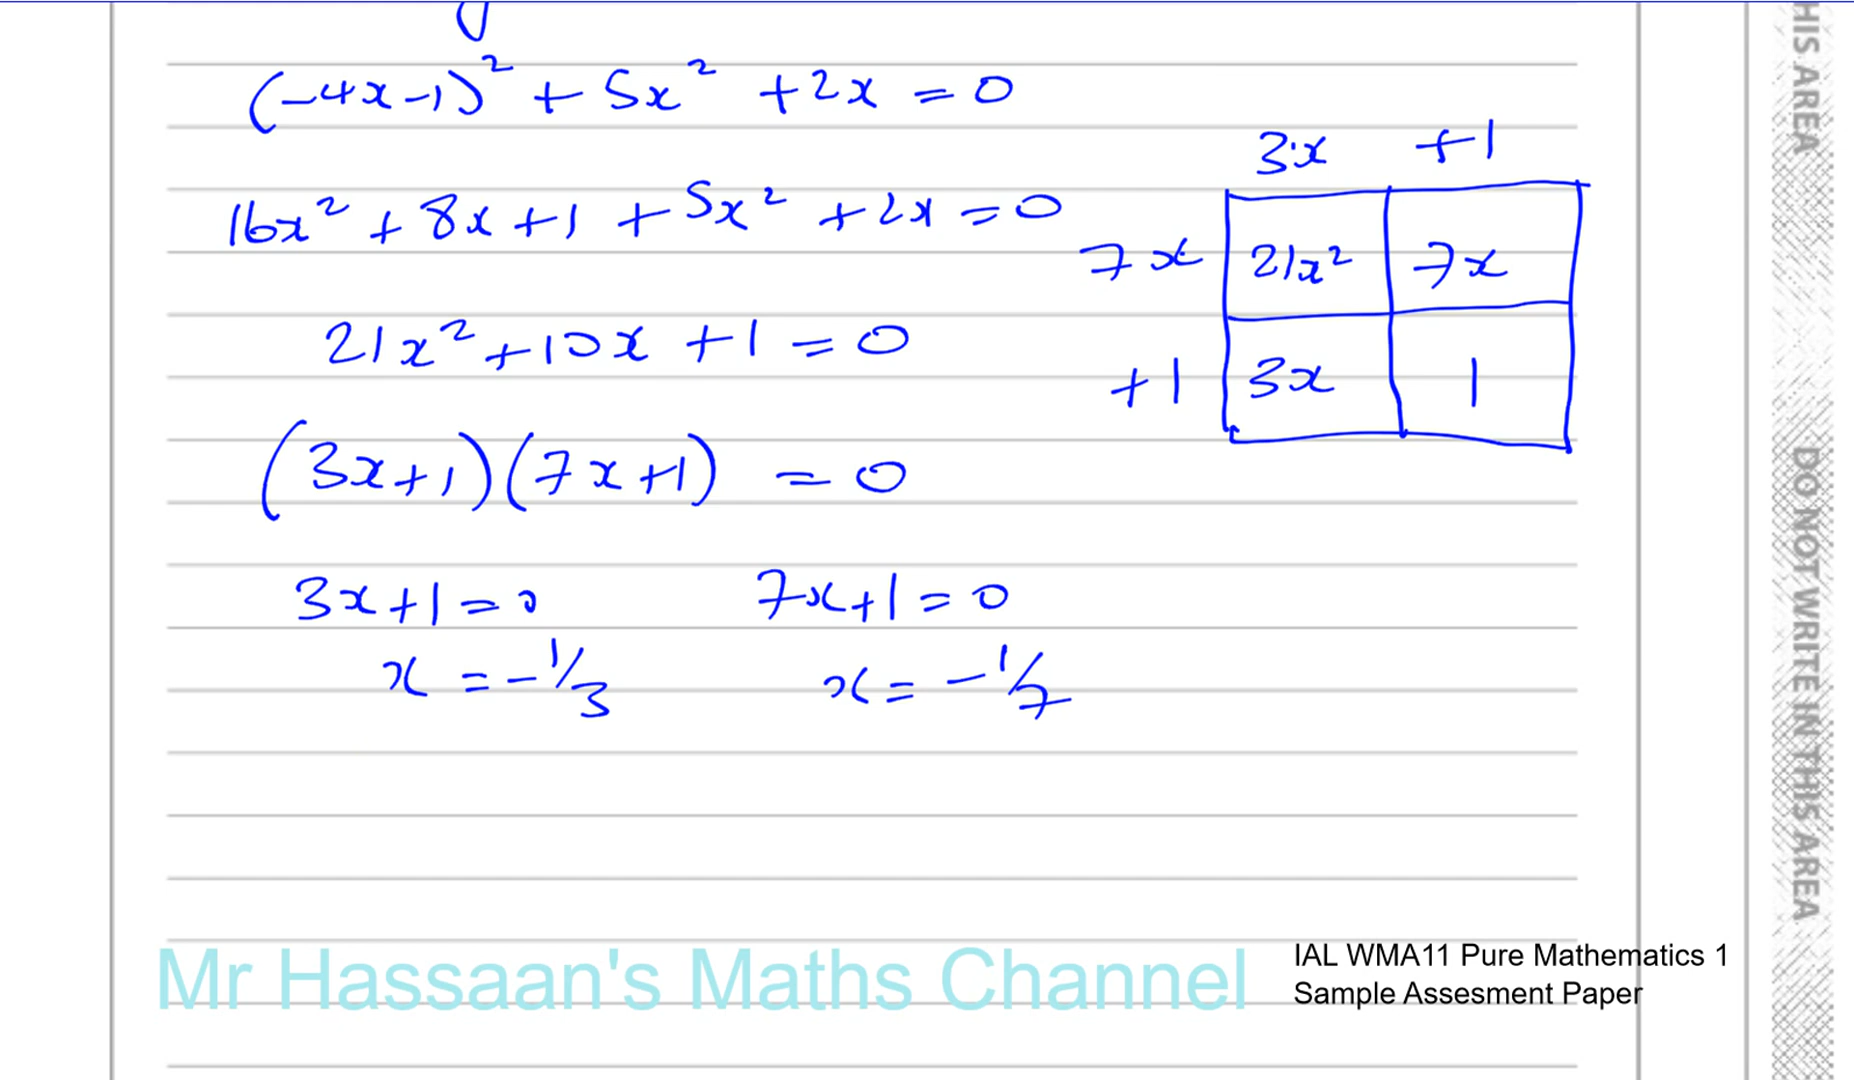 (-4x-1)² + 5x² + 2x = 0
16x² + 8x + 1 + 5x² + 2x = 0
21x² + 10x + 1 = 0
(3x+1)(7x+1) = 0
3x+1=0 7x+1=0
x = -1/3 x = -1/7
3x +1
7x 21x² 7x
+1 3x 1
Mr Hassaan's Maths Channel
IAL WMA11 Pure Mathematics 1
Sample Assesment Paper
HIS AREA
DO NOT WRITE IN THIS AREA